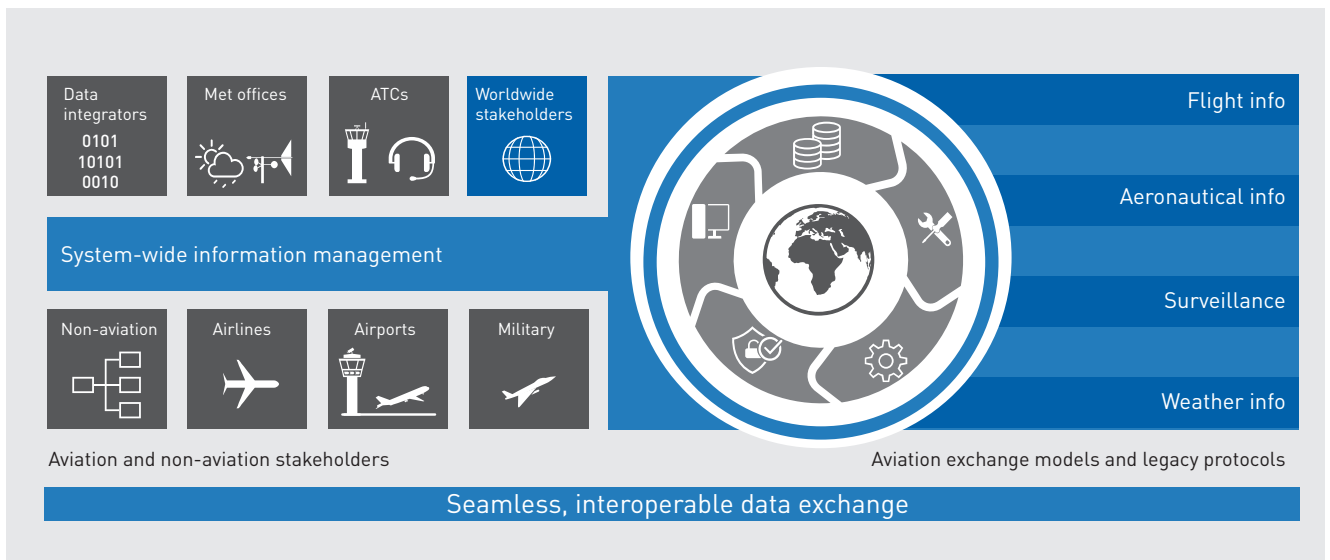 Data
integrators
0101
10101
0010
Met offices
ATCs
Worldwide
stakeholders
System-wide information management
Non-aviation
Airlines
Airports
Military
Flight info
Aeronautical info
Surveillance
Weather info
Aviation and non-aviation stakeholders
Aviation exchange models and legacy protocols
Seamless, interoperable data exchange